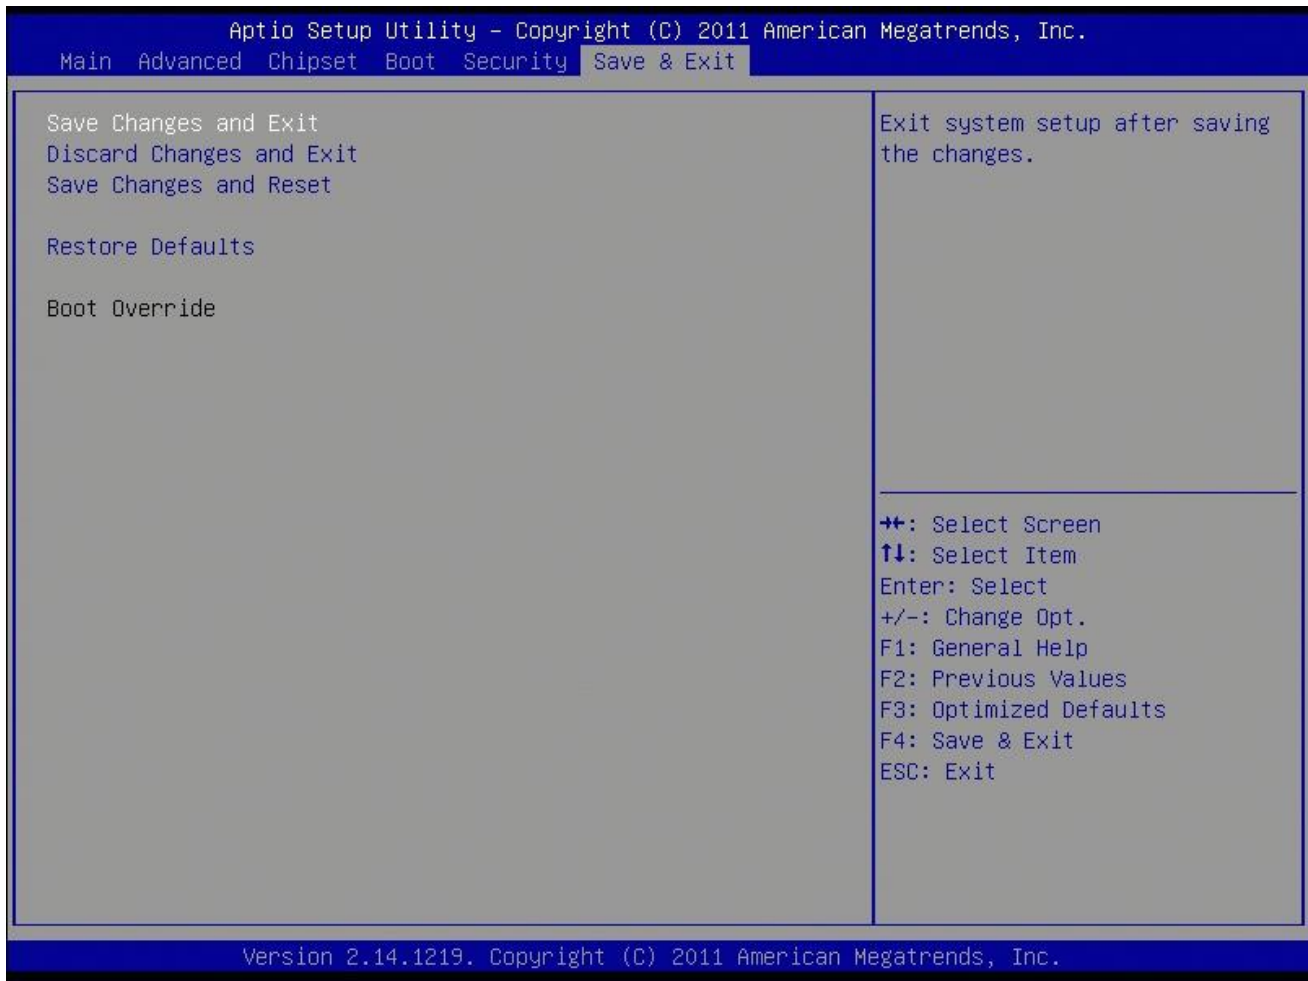 Aptio Setup Utility – Copyright (C) 2011 American Megatrends, Inc.
Main Advanced Chipset Boot Security Save & Exit
Save Changes and Exit
Discard Changes and Exit
Save Changes and Reset
Restore Defaults
Boot Override
Exit system setup after saving
the changes.
→←: Select Screen
↑↓: Select Item
Enter: Select
+/-: Change Opt.
F1: General Help
F2: Previous Values
F3: Optimized Defaults
F4: Save & Exit
ESC: Exit
Version 2.14.1219. Copyright (C) 2011 American Megatrends, Inc.